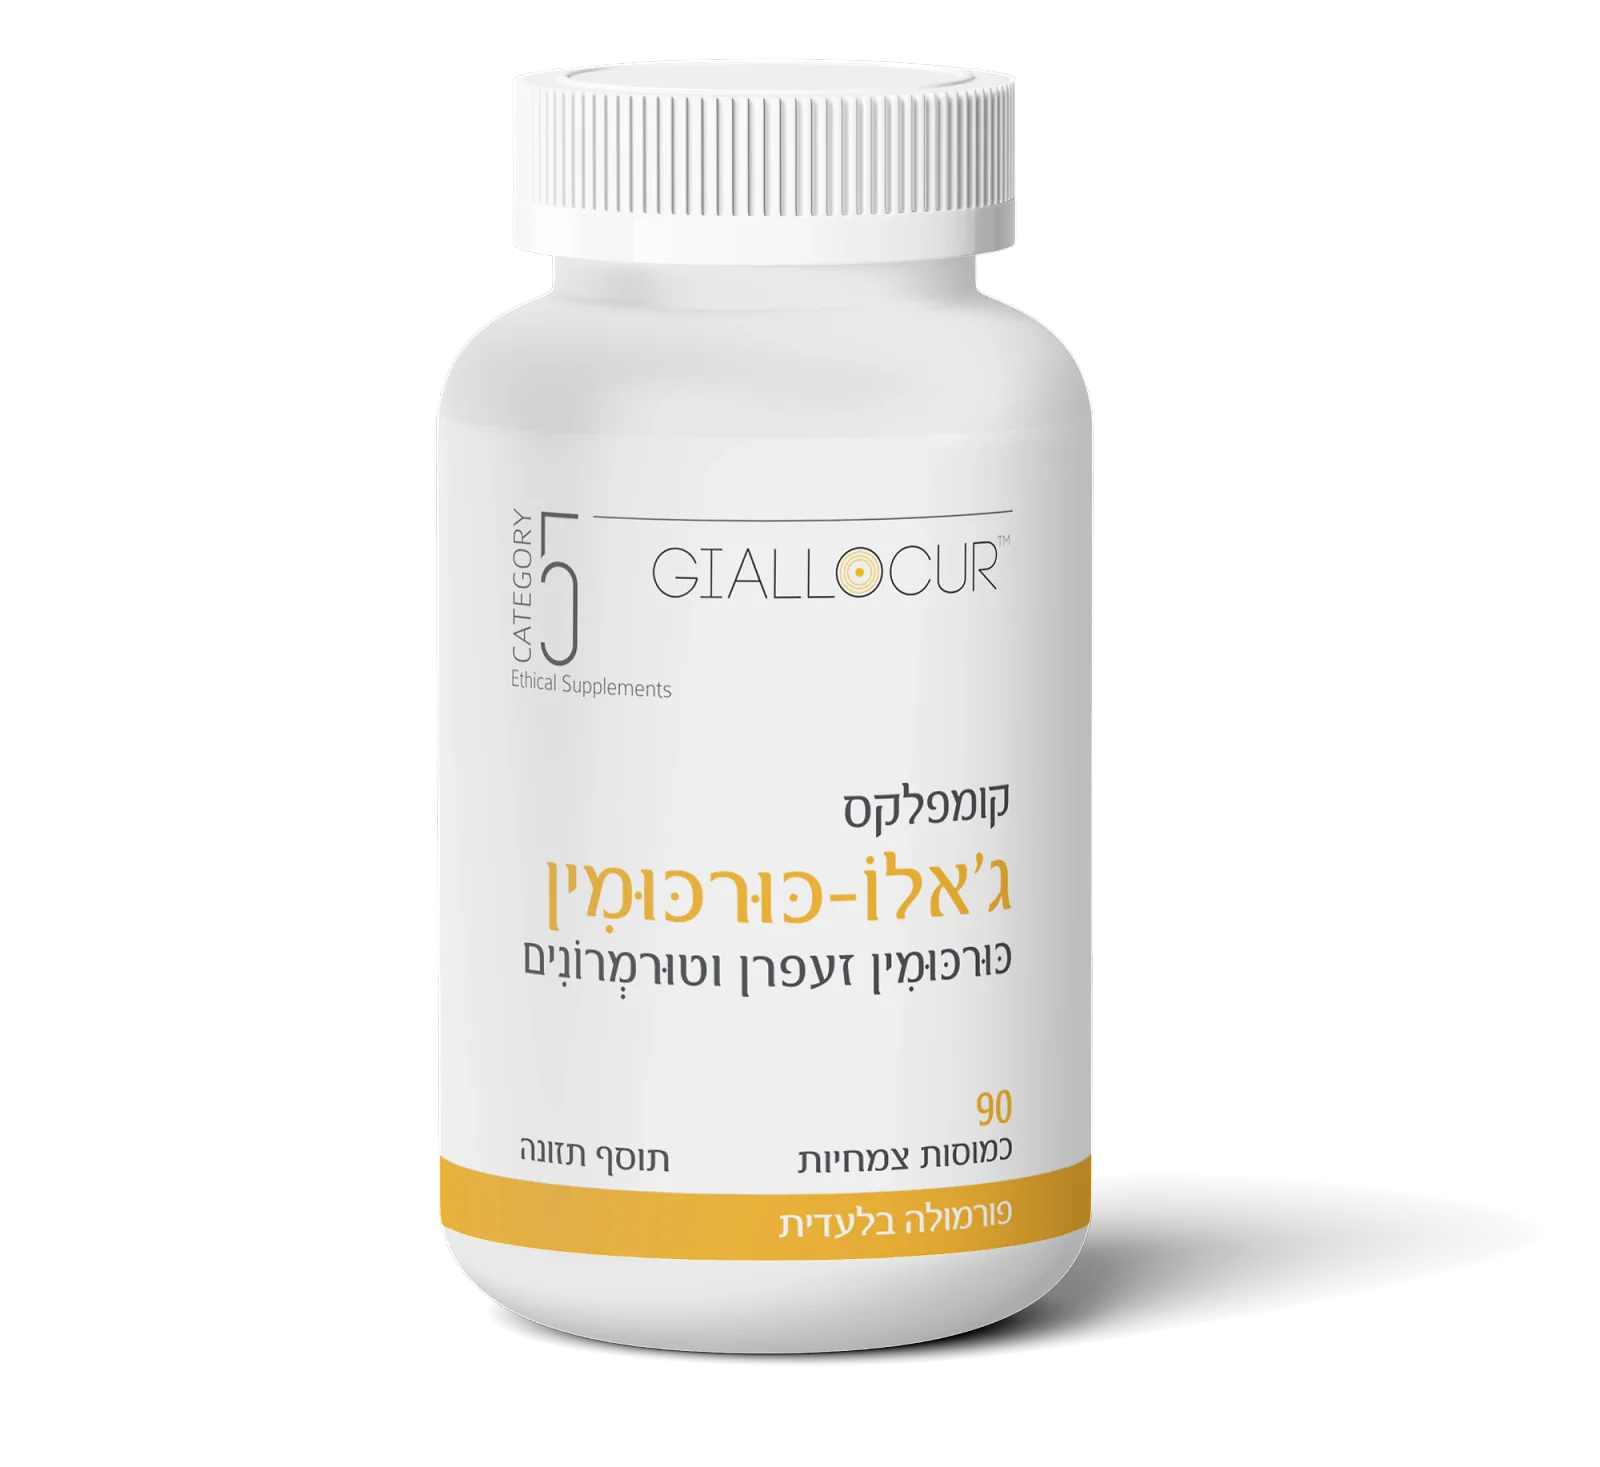 CATEGORY 5
Ethical Supplements
GIALLOCUR™
קומפלקס
ג׳אלוֹ-כּוּרכּוּמִין
כּוּרכּוּמִין זעפרן וטוּרמְרוֹנִים
90
כמוסות צמחיות
תוסף תזונה
פורמולה בלעדית